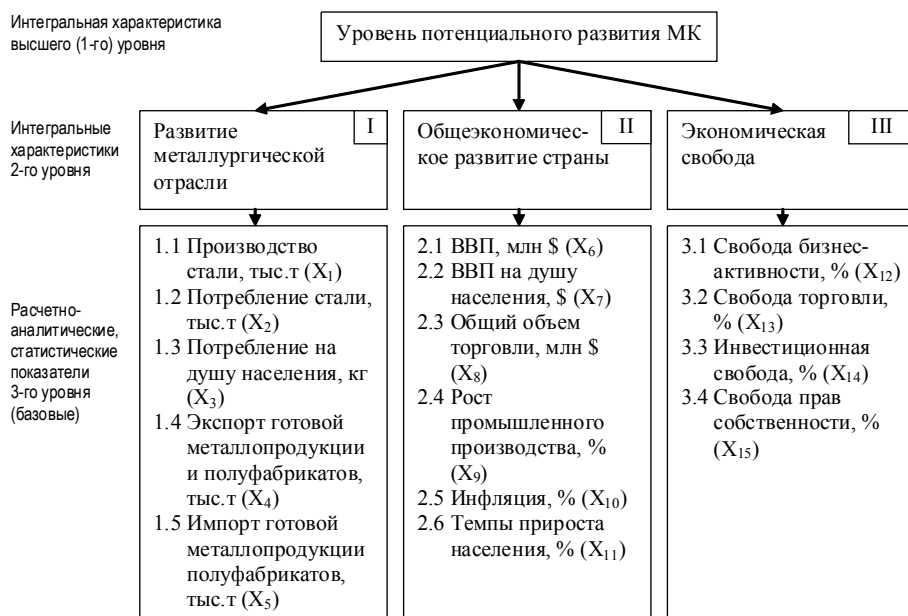 Интегральная характеристика
высшего (1-го) уровня
Уровень потенциального развития МК
Интегральные
характеристики
2-го уровня
Развитие
металлургической
отрасли
I
Общеэкономичес-
кое развитие страны
II
Экономическая
свобода
III
Расчетно-
аналитические,
статистические
показатели
3-го уровня
(базовые)
1.1 Производство
стали, тыс.т (X₁)
1.2 Потребление стали,
тыс.т (X₂)
1.3 Потребление на
душу населения, кг
(X₃)
1.4 Экспорт готовой
металлопродукции
и полуфабрикатов,
тыс.т (X₄)
1.5 Импорт готовой
металлопродукции
полуфабрикатов,
тыс.т (X₅)
2.1 ВВП, млн $ (X₆)
2.2 ВВП на душу
населения, $ (X₇)
2.3 Общий объем
торговли, млн $
(X₈)
2.4 Рост
промышленного
производства, %
(X₉)
2.5 Инфляция, % (X₁₀)
2.6 Темпы прироста
населения, % (X₁₁)
3.1 Свобода бизнес-
активности, % (X₁₂)
3.2 Свобода торговли,
% (X₁₃)
3.3 Инвестиционная
свобода, % (X₁₄)
3.4 Свобода прав
собственности, %
(X₁₅)